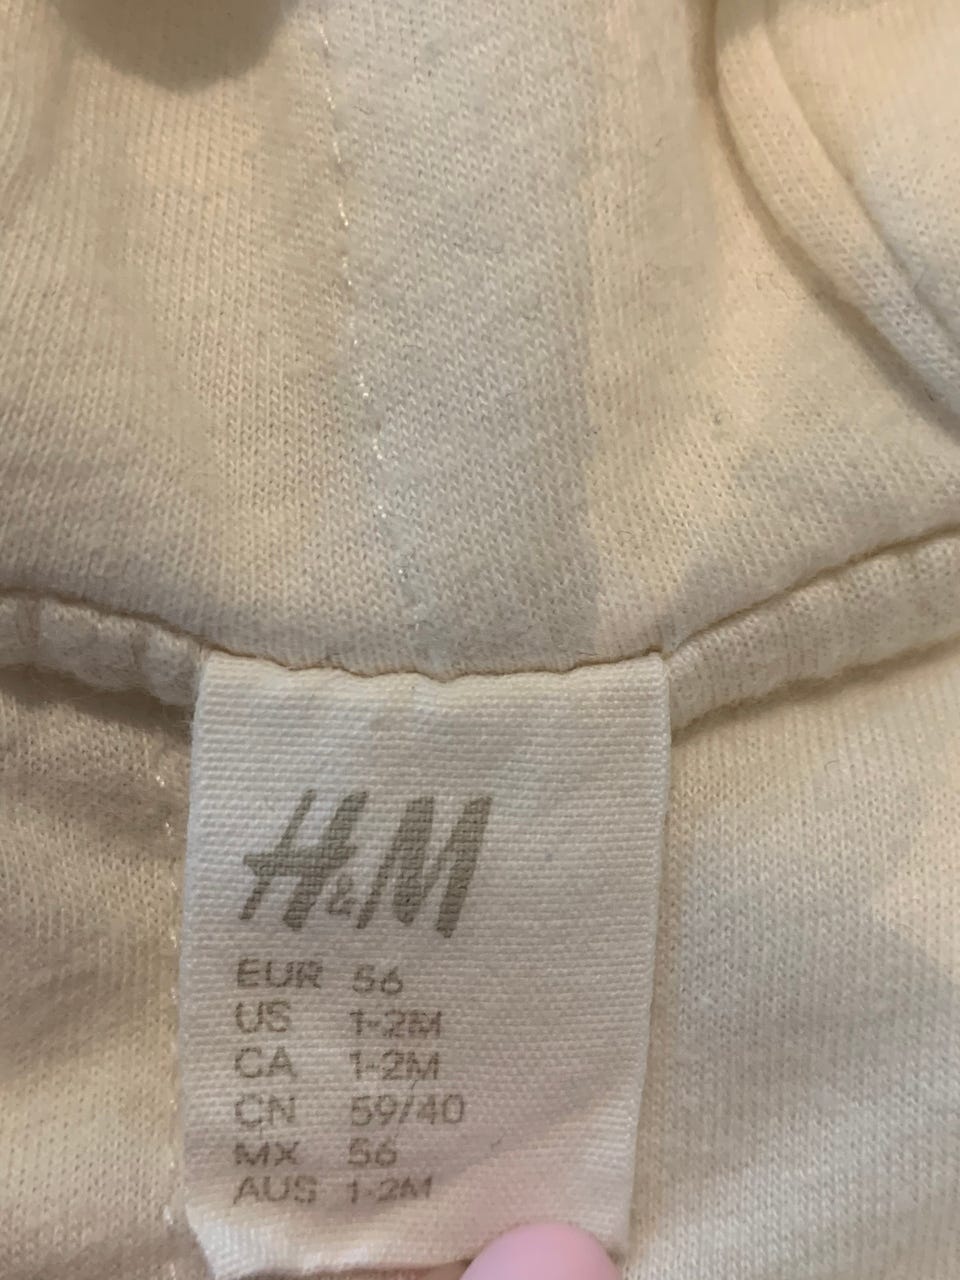 H&M
EUR 56
US 1-2M
CA 1-2M
CN 59/40
MX 56
AUS 1-2M